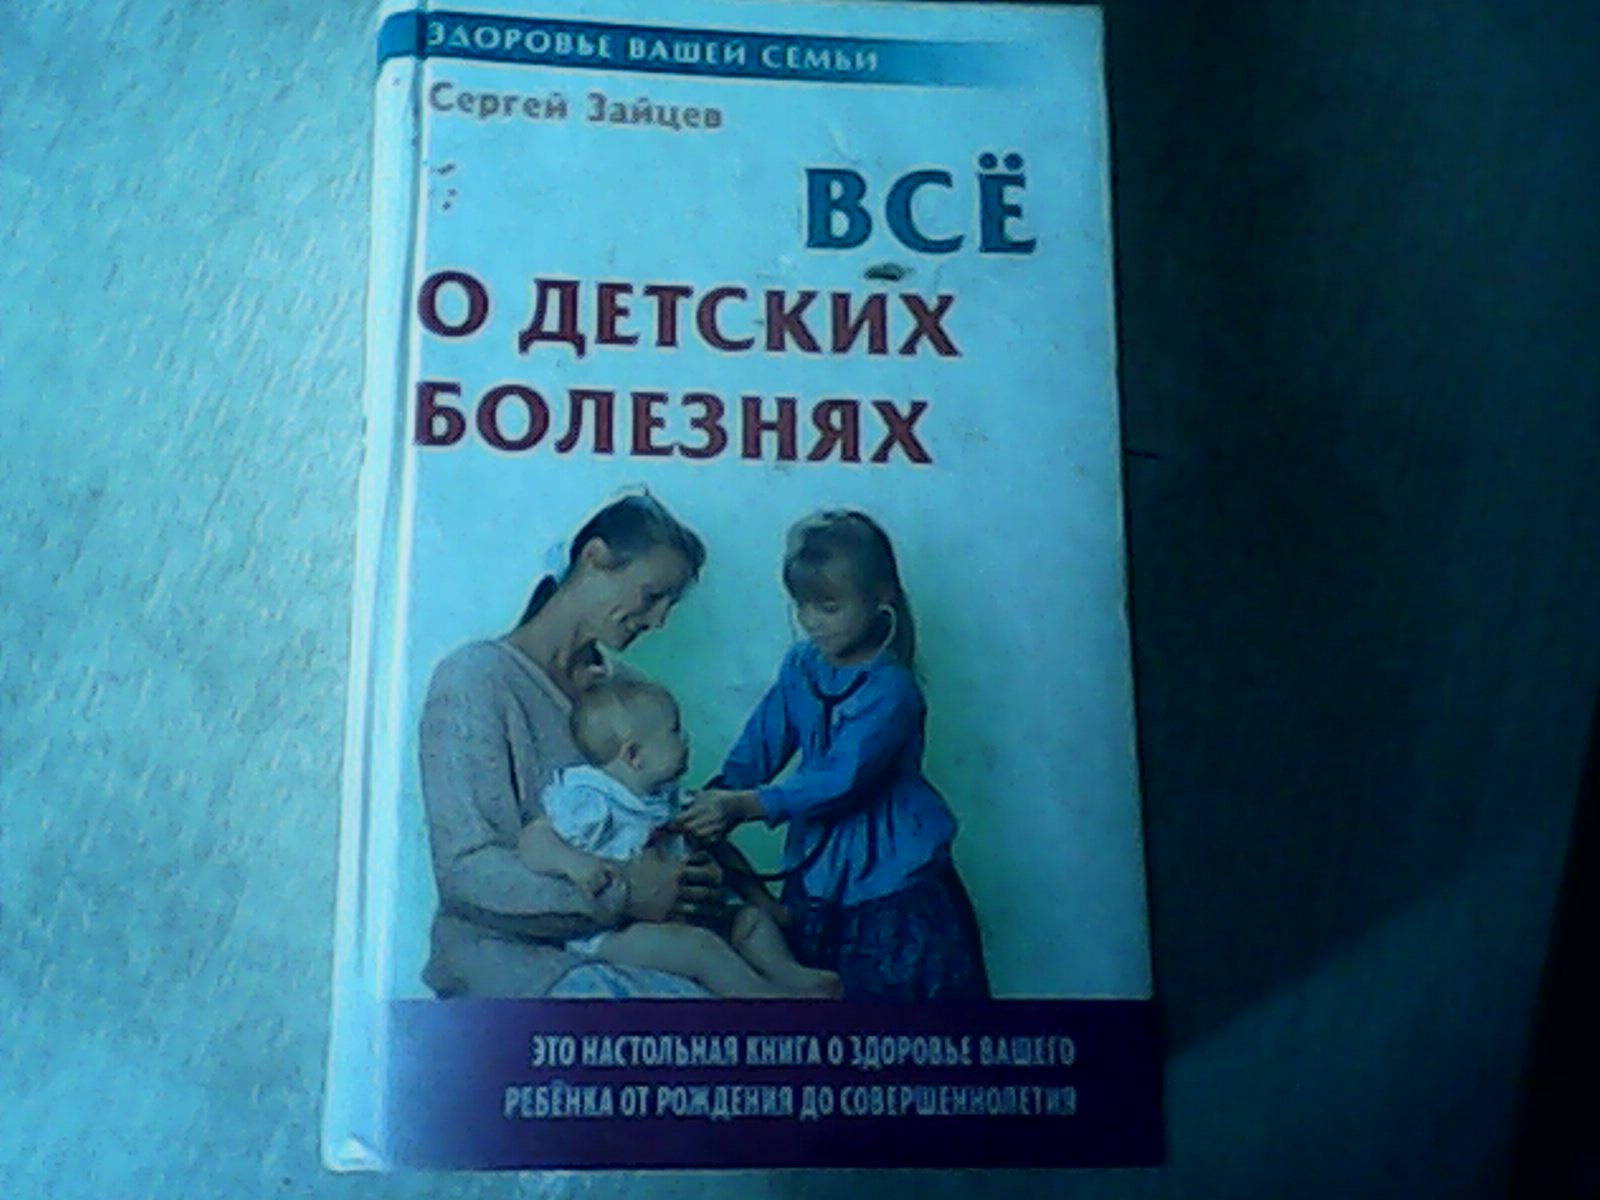 ЗДОРОВЬЕ ВАШЕЙ СЕМЬИ
Сергей Зайцев
ВСЁ
О ДЕТСКИХ
БОЛЕЗНЯХ
ЭТО НАСТОЛЬНАЯ КНИГА О ЗДОРОВЬЕ ВАШЕГО
РЕБЁНКА ОТ РОЖДЕНИЯ ДО СОВЕРШЕННОЛЕТИЯ